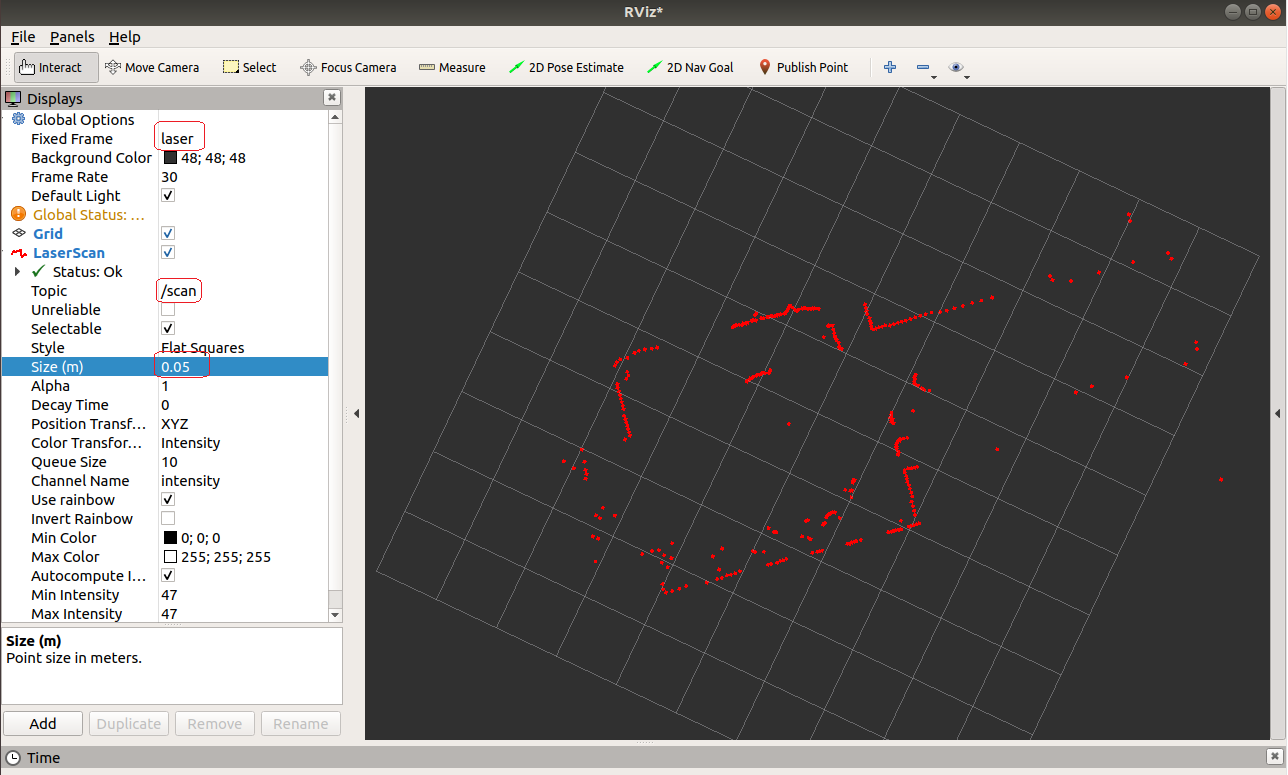 RViz*
File Panels Help
Interact Move Camera Select Focus Camera Measure 2D Pose Estimate 2D Nav Goal Publish Point
Displays
Global Options
Fixed Frame laser
Background Color 48; 48; 48
Frame Rate 30
Default Light
Global Status: ...
Grid
LaserScan
Status: Ok
Topic /scan
Unreliable
Selectable
Style Flat Squares
Size (m) 0.05
Alpha 1
Decay Time 0
Position Transf... XYZ
Color Transfor... Intensity
Queue Size 10
Channel Name intensity
Use rainbow
Invert Rainbow
Min Color 0; 0; 0
Max Color 255; 255; 255
Autocompute I...
Min Intensity 47
Max Intensity 47
Size (m)
Point size in meters.
Add Duplicate Remove Rename
Time